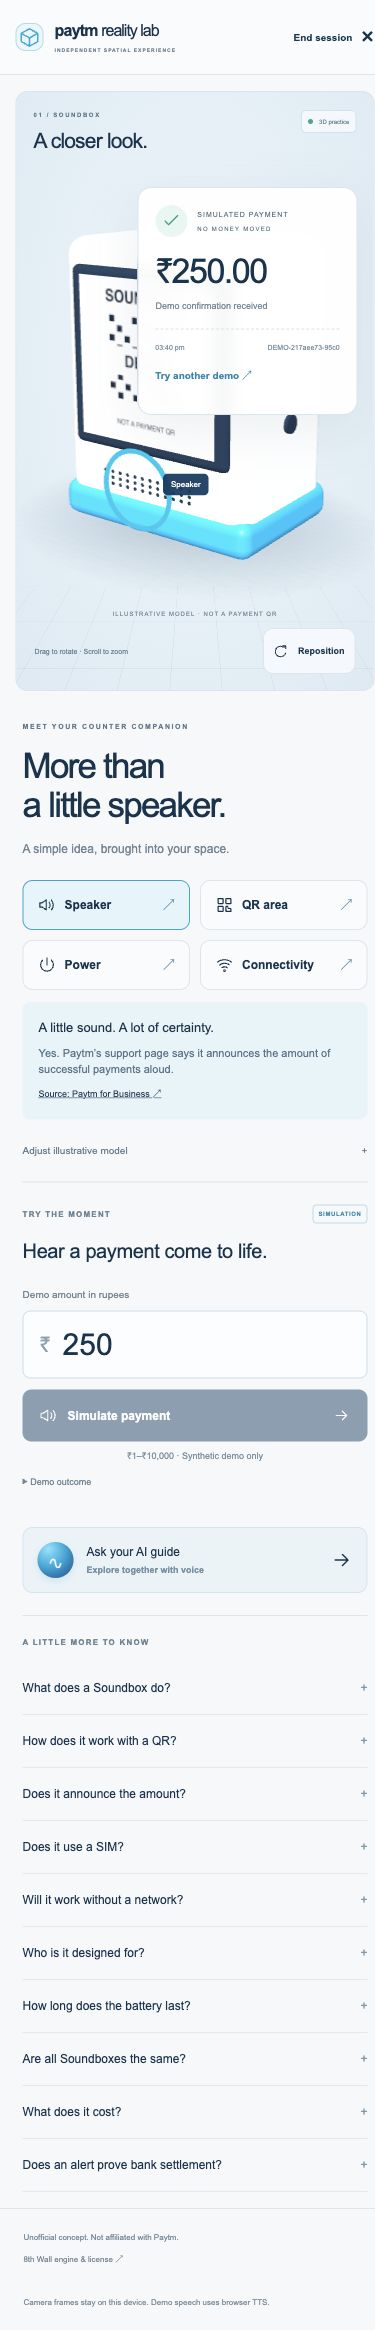 paytm reality lab
INDEPENDENT SPATIAL EXPERIENCE
End session ✕
01 / SOUNDBOX
A closer look.
3D practice
SIMULATED PAYMENT
NO MONEY MOVED
₹250.00
Demo confirmation received
03:40 pm
DEMO-217aee73-95c0
Try another demo ↗
SOUN
DE
NOT A PAYMENT QR
Speaker
ILLUSTRATIVE MODEL · NOT A PAYMENT QR
Drag to rotate · Scroll to zoom
Reposition
MEET YOUR COUNTER COMPANION
More than
a little speaker.
A simple idea, brought into your space.
Speaker ↗
QR area ↗
Power ↗
Connectivity ↗
A little sound. A lot of certainty.
Yes. Paytm's support page says it announces the amount of
successful payments aloud.
Source: Paytm for Business ↗
Adjust illustrative model +
TRY THE MOMENT
SIMULATION
Hear a payment come to life.
Demo amount in rupees
₹ 250
Simulate payment →
₹1–₹10,000 · Synthetic demo only
▸ Demo outcome
Ask your AI guide
Explore together with voice
→
A LITTLE MORE TO KNOW
What does a Soundbox do? +
How does it work with a QR? +
Does it announce the amount? +
Does it use a SIM? +
Will it work without a network? +
Who is it designed for? +
How long does the battery last? +
Are all Soundboxes the same? +
What does it cost? +
Does an alert prove bank settlement? +
Unofficial concept. Not affiliated with Paytm.
8th Wall engine & license ↗
Camera frames stay on this device. Demo speech uses browser TTS.